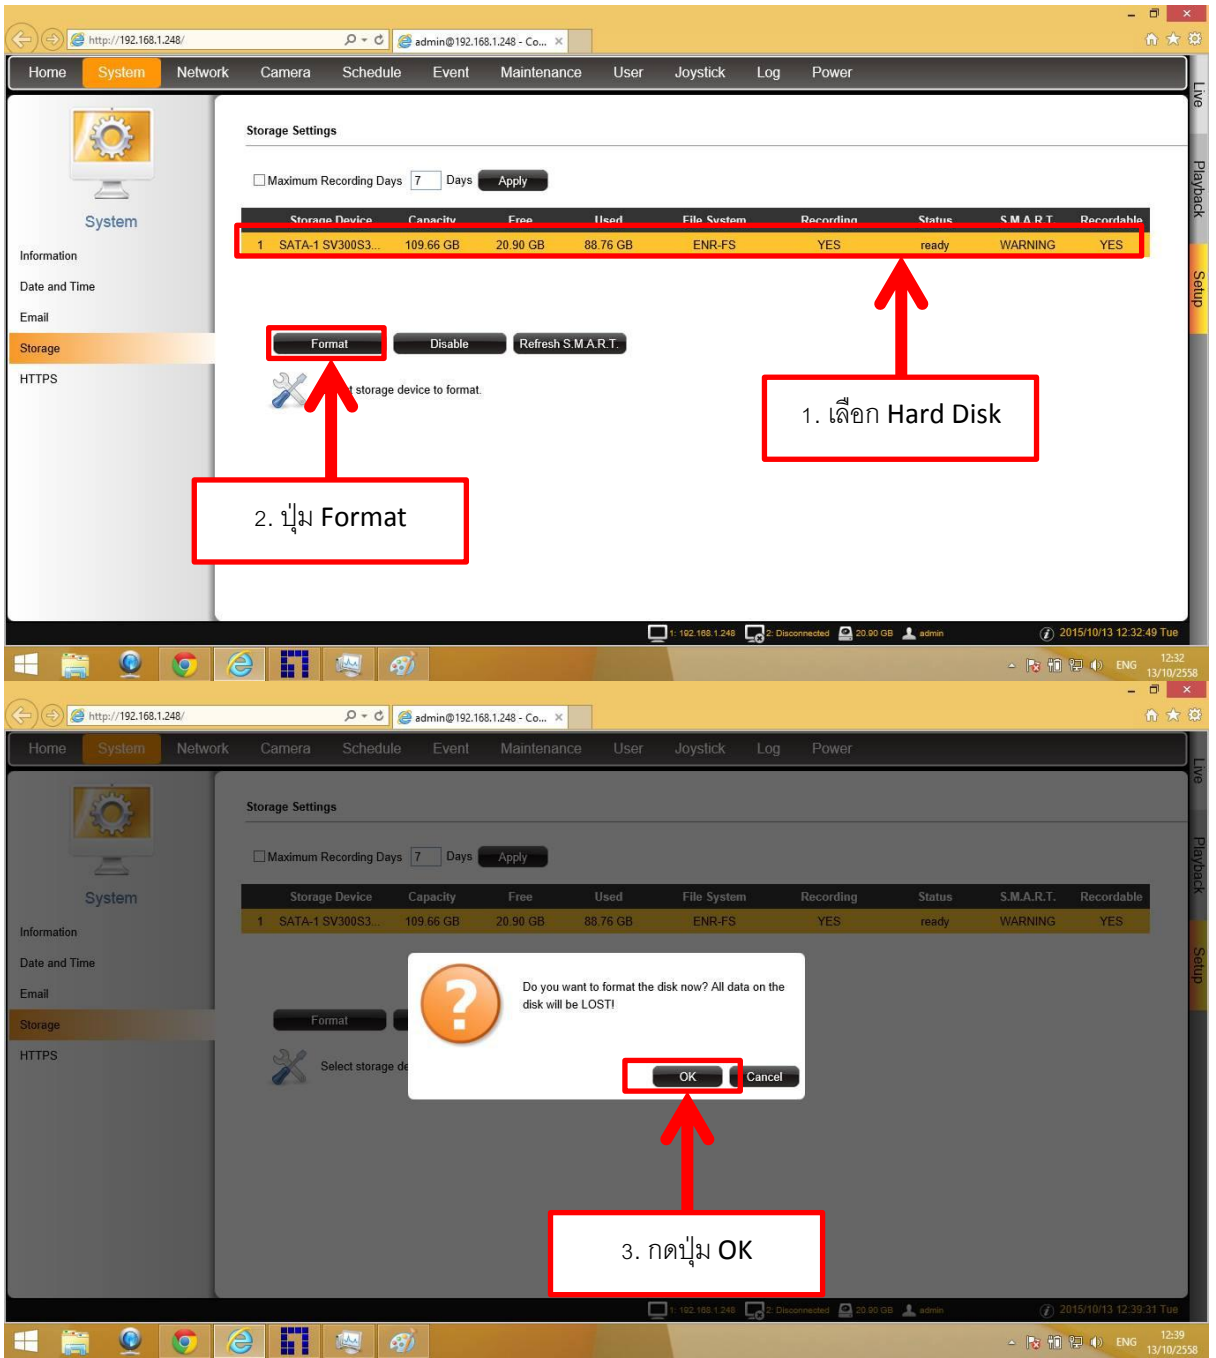 http://192.168.1.248/
admin@192.168.1.248 - Co...
Home System Network Camera Schedule Event Maintenance User Joystick Log Power
Live
Playback
Setup
System
Information
Date and Time
Email
Storage
HTTPS
Storage Settings
Maximum Recording Days 7 Days Apply
Storage Device Capacity Free Used File System Recording Status S.M.A.R.T. Recordable
1 SATA-1 SV300S3... 109.66 GB 20.90 GB 88.76 GB ENR-FS YES ready WARNING YES
Format Disable Refresh S.M.A.R.T.
storage device to format.
1. เลือก Hard Disk
2. ปุ่ม Format
1: 192.168.1.248 2: Disconnected 20.90 GB admin 2015/10/13 12:32:49 Tue
ENG 12:32
13/10/2558
http://192.168.1.248/
admin@192.168.1.248 - Co...
Home System Network Camera Schedule Event Maintenance User Joystick Log Power
Live
Playback
Setup
System
Information
Date and Time
Email
Storage
HTTPS
Storage Settings
Maximum Recording Days 7 Days Apply
Storage Device Capacity Free Used File System Recording Status S.M.A.R.T. Recordable
1 SATA-1 SV300S3... 109.66 GB 20.90 GB 88.76 GB ENR-FS YES ready WARNING YES
Do you want to format the disk now? All data on the
disk will be LOST!
OK Cancel
Format
Select storage de
3. กดปุ่ม OK
1: 192.168.1.248 2: Disconnected 20.90 GB admin 2015/10/13 12:39:31 Tue
ENG 12:39
13/10/2558